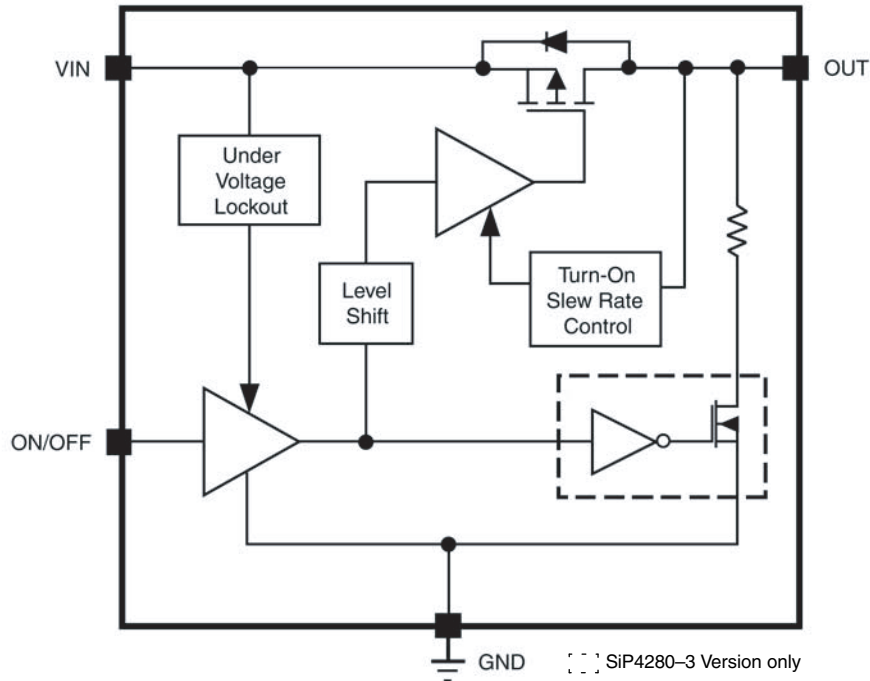 VIN
OUT
Under
Voltage
Lockout
Level
Shift
Turn-On
Slew Rate
Control
ON/OFF
GND
SiP4280–3 Version only